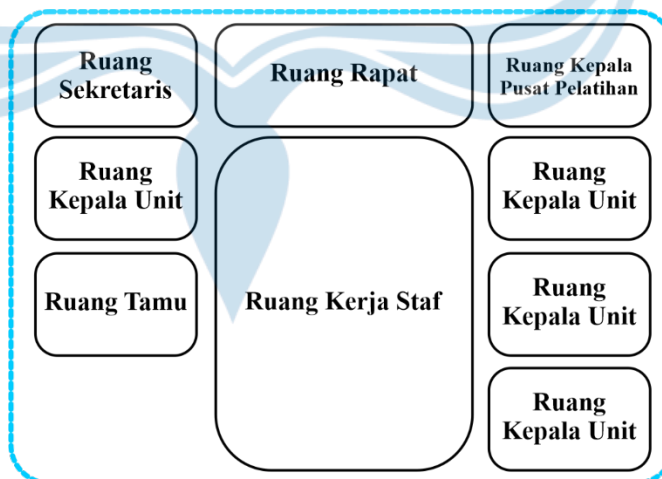 Ruang
Sekretaris
Ruang Rapat
Ruang Kepala
Pusat Pelatihan
Ruang
Kepala Unit
Ruang
Kepala Unit
Ruang Tamu
Ruang Kerja Staf
Ruang
Kepala Unit
Ruang
Kepala Unit